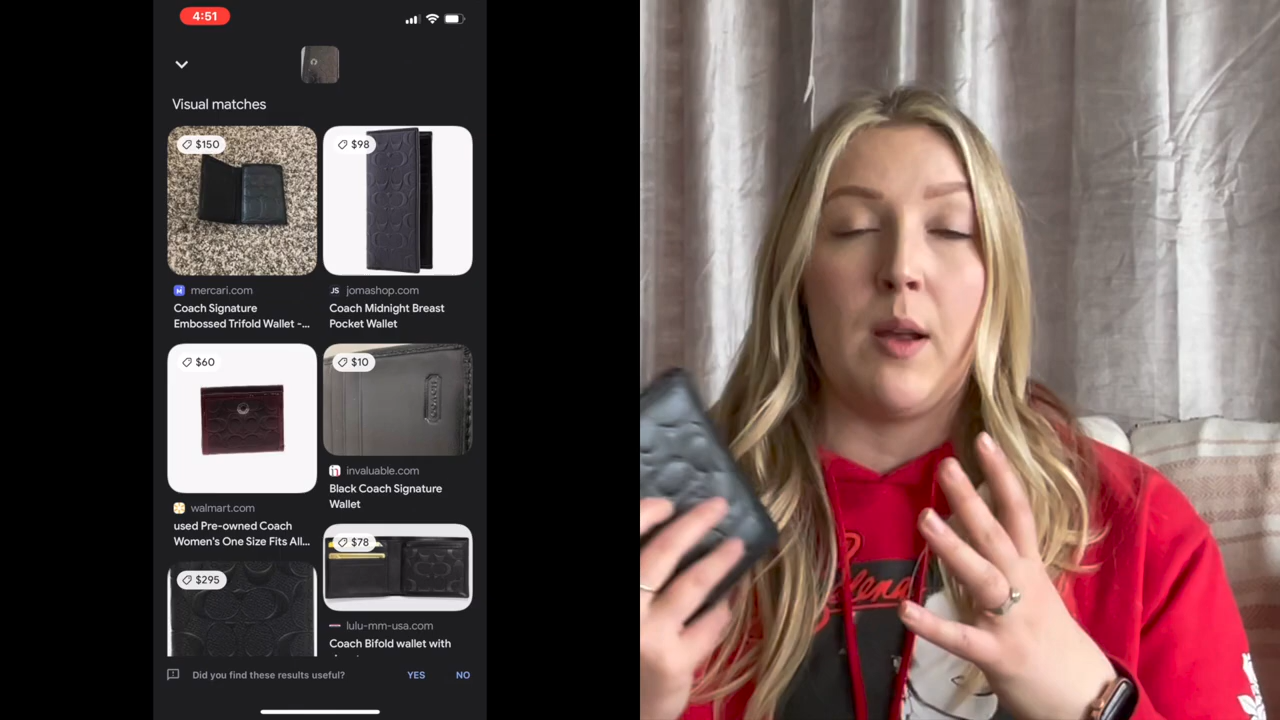 4:51
Visual matches
$150
mercari.com
Coach Signature
Embossed Trifold Wallet -...
$98
JS jomashop.com
Coach Midnight Breast
Pocket Wallet
$60
walmart.com
used Pre-owned Coach
Women's One Size Fits All...
$10
COACH
invaluable.com
Black Coach Signature
Wallet
$78
lulu-mm-usa.com
Coach Bifold wallet with
$295
Did you find these results useful?
YES
NO